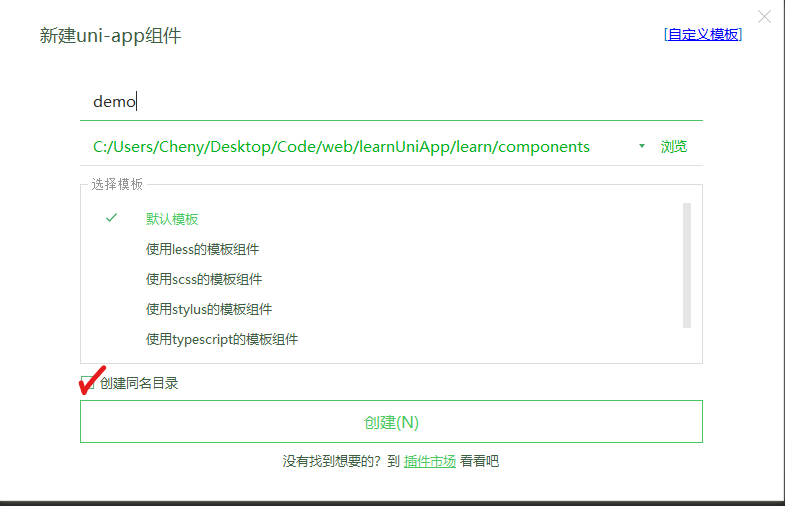 新建uni-app组件
[自定义模板]
demo
C:/Users/Cheny/Desktop/Code/web/learnUniApp/learn/components
浏览
选择模板
默认模板
使用less的模板组件
使用scss的模板组件
使用stylus的模板组件
使用typescript的模板组件
创建同名目录
创建(N)
没有找到想要的？到 插件市场 看看吧